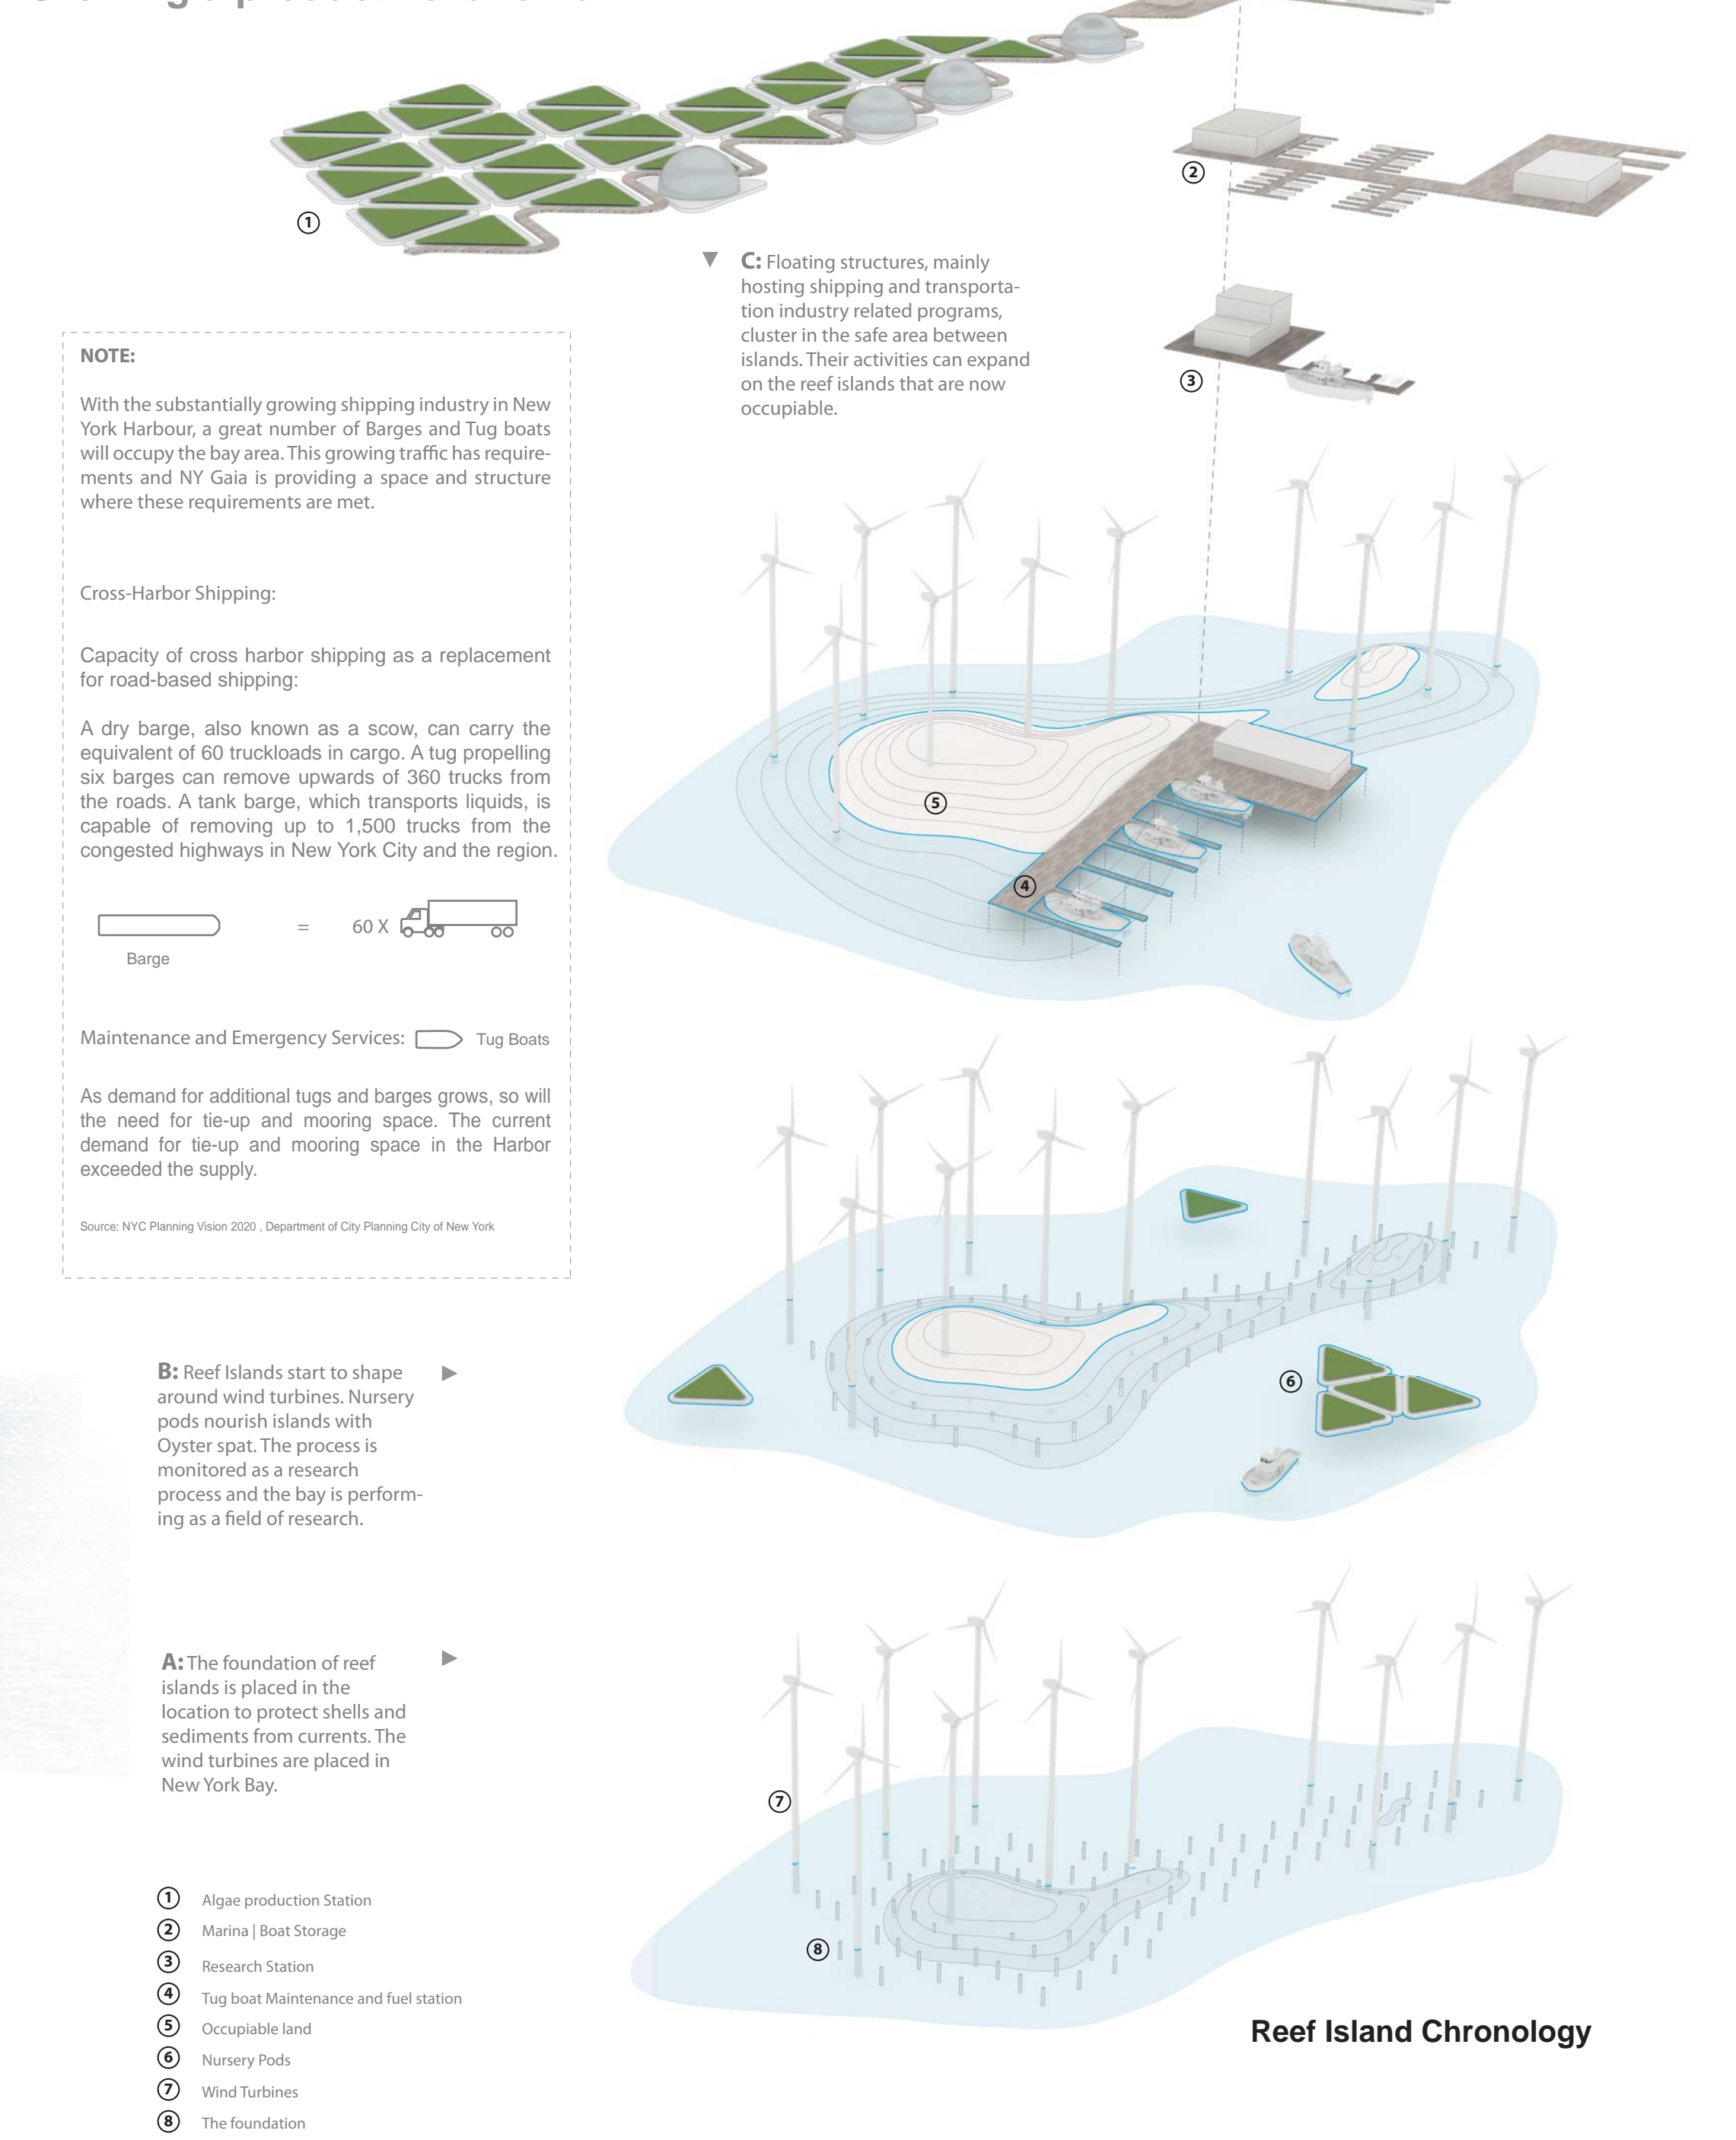 1
2
3
C: Floating structures, mainly
hosting shipping and transporta-
tion industry related programs,
cluster in the safe area between
islands. Their activities can expand
on the reef islands that are now
occupiable.
NOTE:
With the substantially growing shipping industry in New
York Harbour, a great number of Barges and Tug boats
will occupy the bay area. This growing traffic has require-
ments and NY Gaia is providing a space and structure
where these requirements are met.
Cross-Harbor Shipping:
Capacity of cross harbor shipping as a replacement
for road-based shipping:
A dry barge, also known as a scow, can carry the
equivalent of 60 truckloads in cargo. A tug propelling
six barges can remove upwards of 360 trucks from
the roads. A tank barge, which transports liquids, is
capable of removing up to 1,500 trucks from the
congested highways in New York City and the region.
= 60 X
Barge
Maintenance and Emergency Services: Tug Boats
As demand for additional tugs and barges grows, so will
the need for tie-up and mooring space. The current
demand for tie-up and mooring space in the Harbor
exceeded the supply.
Source: NYC Planning Vision 2020 , Department of City Planning City of New York
5
4
6
B: Reef Islands start to shape
around wind turbines. Nursery
pods nourish islands with
Oyster spat. The process is
monitored as a research
process and the bay is perform-
ing as a field of research.
A: The foundation of reef
islands is placed in the
location to protect shells and
sediments from currents. The
wind turbines are placed in
New York Bay.
7
8
1 Algae production Station
2 Marina | Boat Storage
3 Research Station
4 Tug boat Maintenance and fuel station
5 Occupiable land
6 Nursery Pods
7 Wind Turbines
8 The foundation
Reef Island Chronology